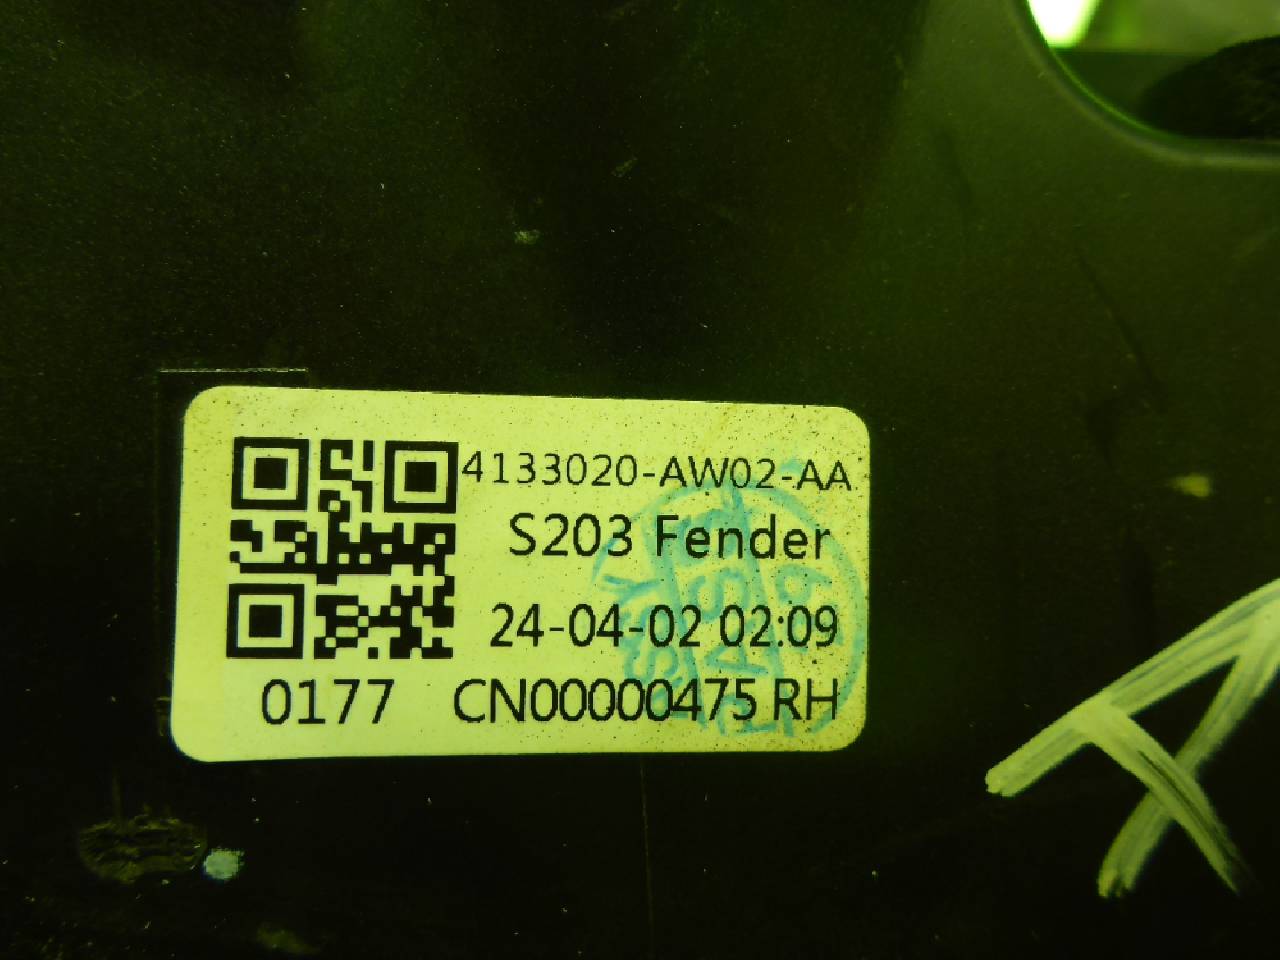 4133020-AW02-AA
S203 Fender
24-04-02 02:09
0177 CN00000475 RH